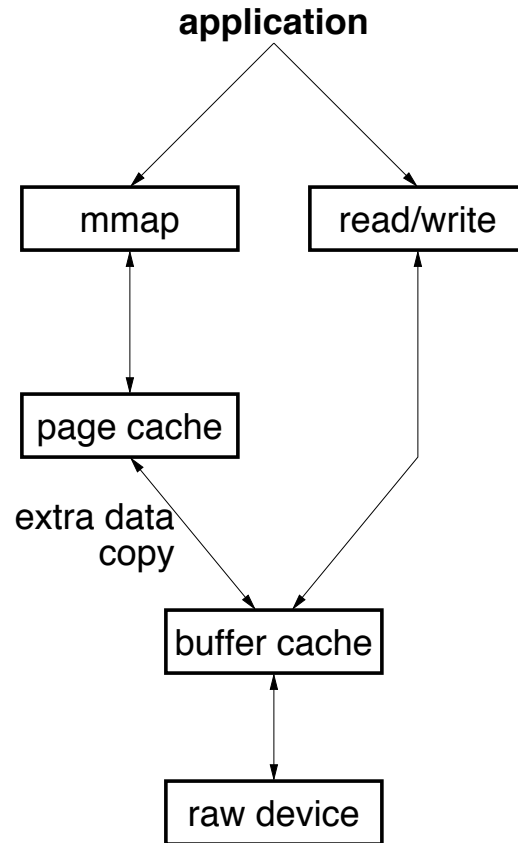 application
mmap
read/write
page cache
extra data
copy
buffer cache
raw device